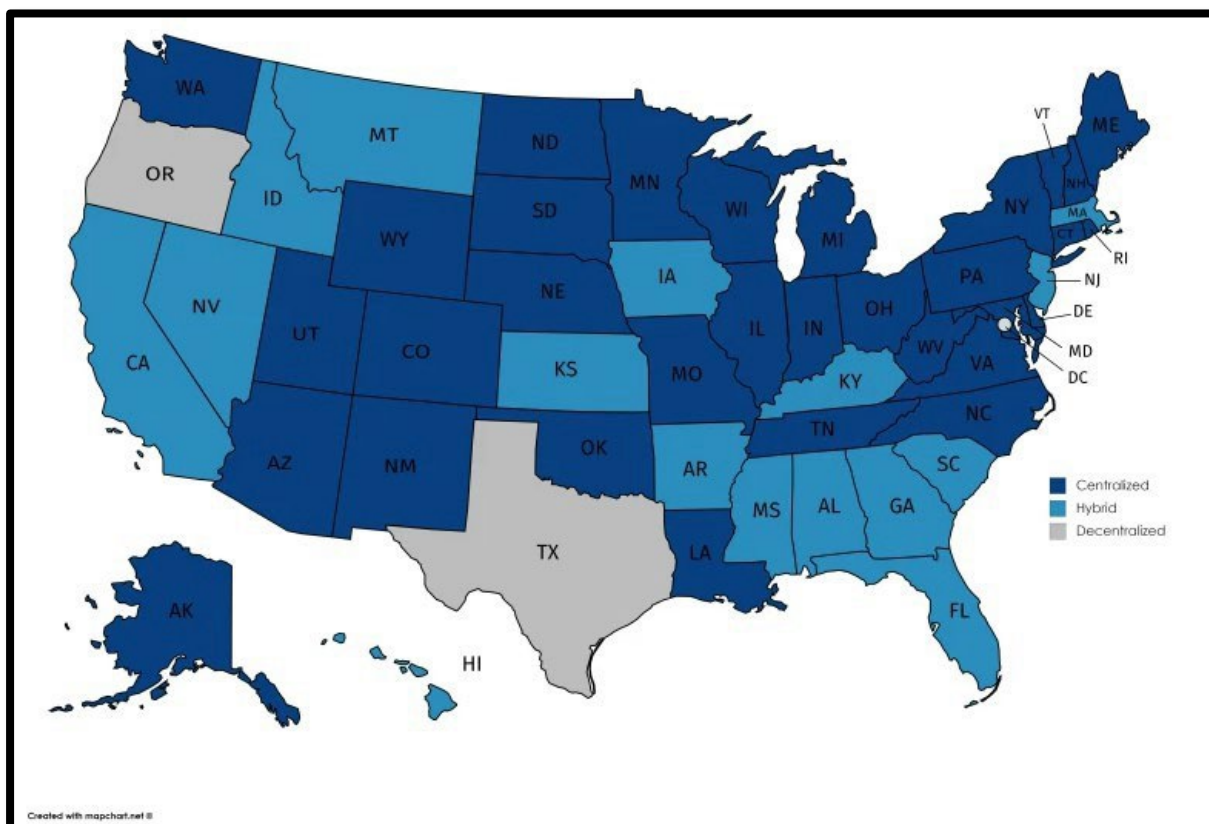 WA
MT
ND
MN
VT
ME
OR
ID
SD
WI
NY
NH
MA
WY
MI
CT
RI
IA
PA
NJ
NE
NV
OH
DE
UT
IL
IN
CO
WV
MD
CA
KS
MO
VA
KY
DC
NC
TN
AZ
NM
OK
AR
SC
Centralized
MS
AL
GA
Hybrid
Decentralized
TX
LA
AK
FL
HI
Created with mapchart.net ®